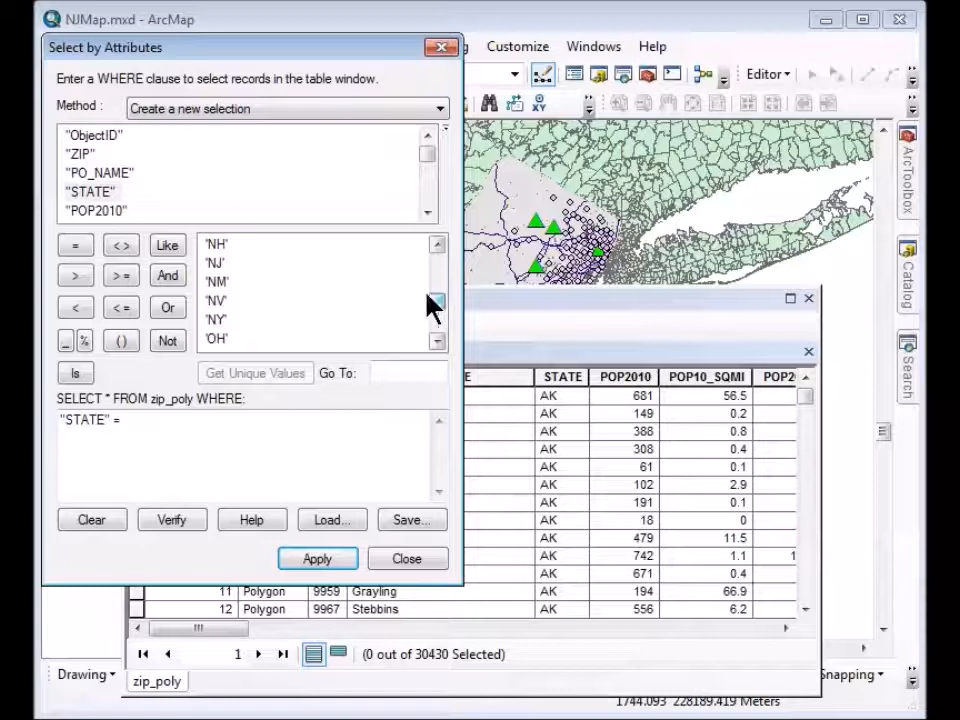 NJMap.mxd - ArcMap
Select by Attributes
Customize Windows Help
Enter a WHERE clause to select records in the table window.
Editor
Method : Create a new selection
"ObjectID"
"ZIP"
"PO_NAME"
"STATE"
"POP2010"
ArcToolbox
Catalog
Search
= < > Like
> > = And
< < = Or
_ % ( ) Not
Is
'NH'
'NJ'
'NM'
'NV'
'NY'
'OH'
Get Unique Values Go To:
SELECT * FROM zip_poly WHERE:
"STATE" =
Clear Verify Help Load... Save...
Apply Close
E STATE POP2010 POP10_SQMI POP2
AK 681 56.5
AK 149 0.2
AK 388 0.8
AK 308 0.4
AK 61 0.1
AK 102 2.9
AK 191 0.1
AK 18 0
AK 479 11.5
AK 742 1.1 1
AK 671 0.4
11 Polygon 9959 Grayling AK 194 66.9
12 Polygon 9967 Stebbins AK 556 6.2
1 (0 out of 30430 Selected)
Drawing zip_poly Snapping
1744.093 228189.419 Meters